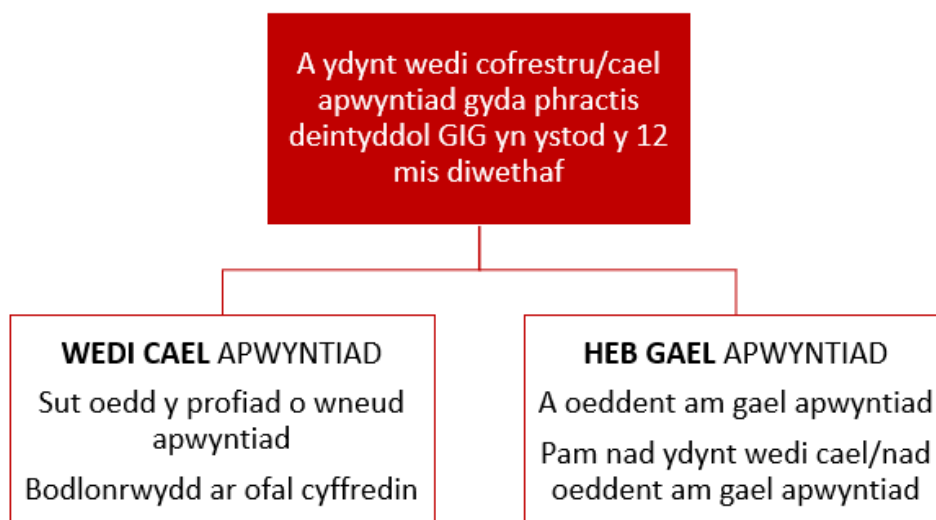 A ydynt wedi cofrestru/cael
apwyntiad gyda phractis
deintyddol GIG yn ystod y 12
mis diwethaf
WEDI CAEL APWYNTIAD
Sut oedd y profiad o wneud
apwyntiad
Bodlonrwydd ar ofal cyffredin
HEB GAEL APWYNTIAD
A oeddent am gael apwyntiad
Pam nad ydynt wedi cael/nad
oeddent am gael apwyntiad